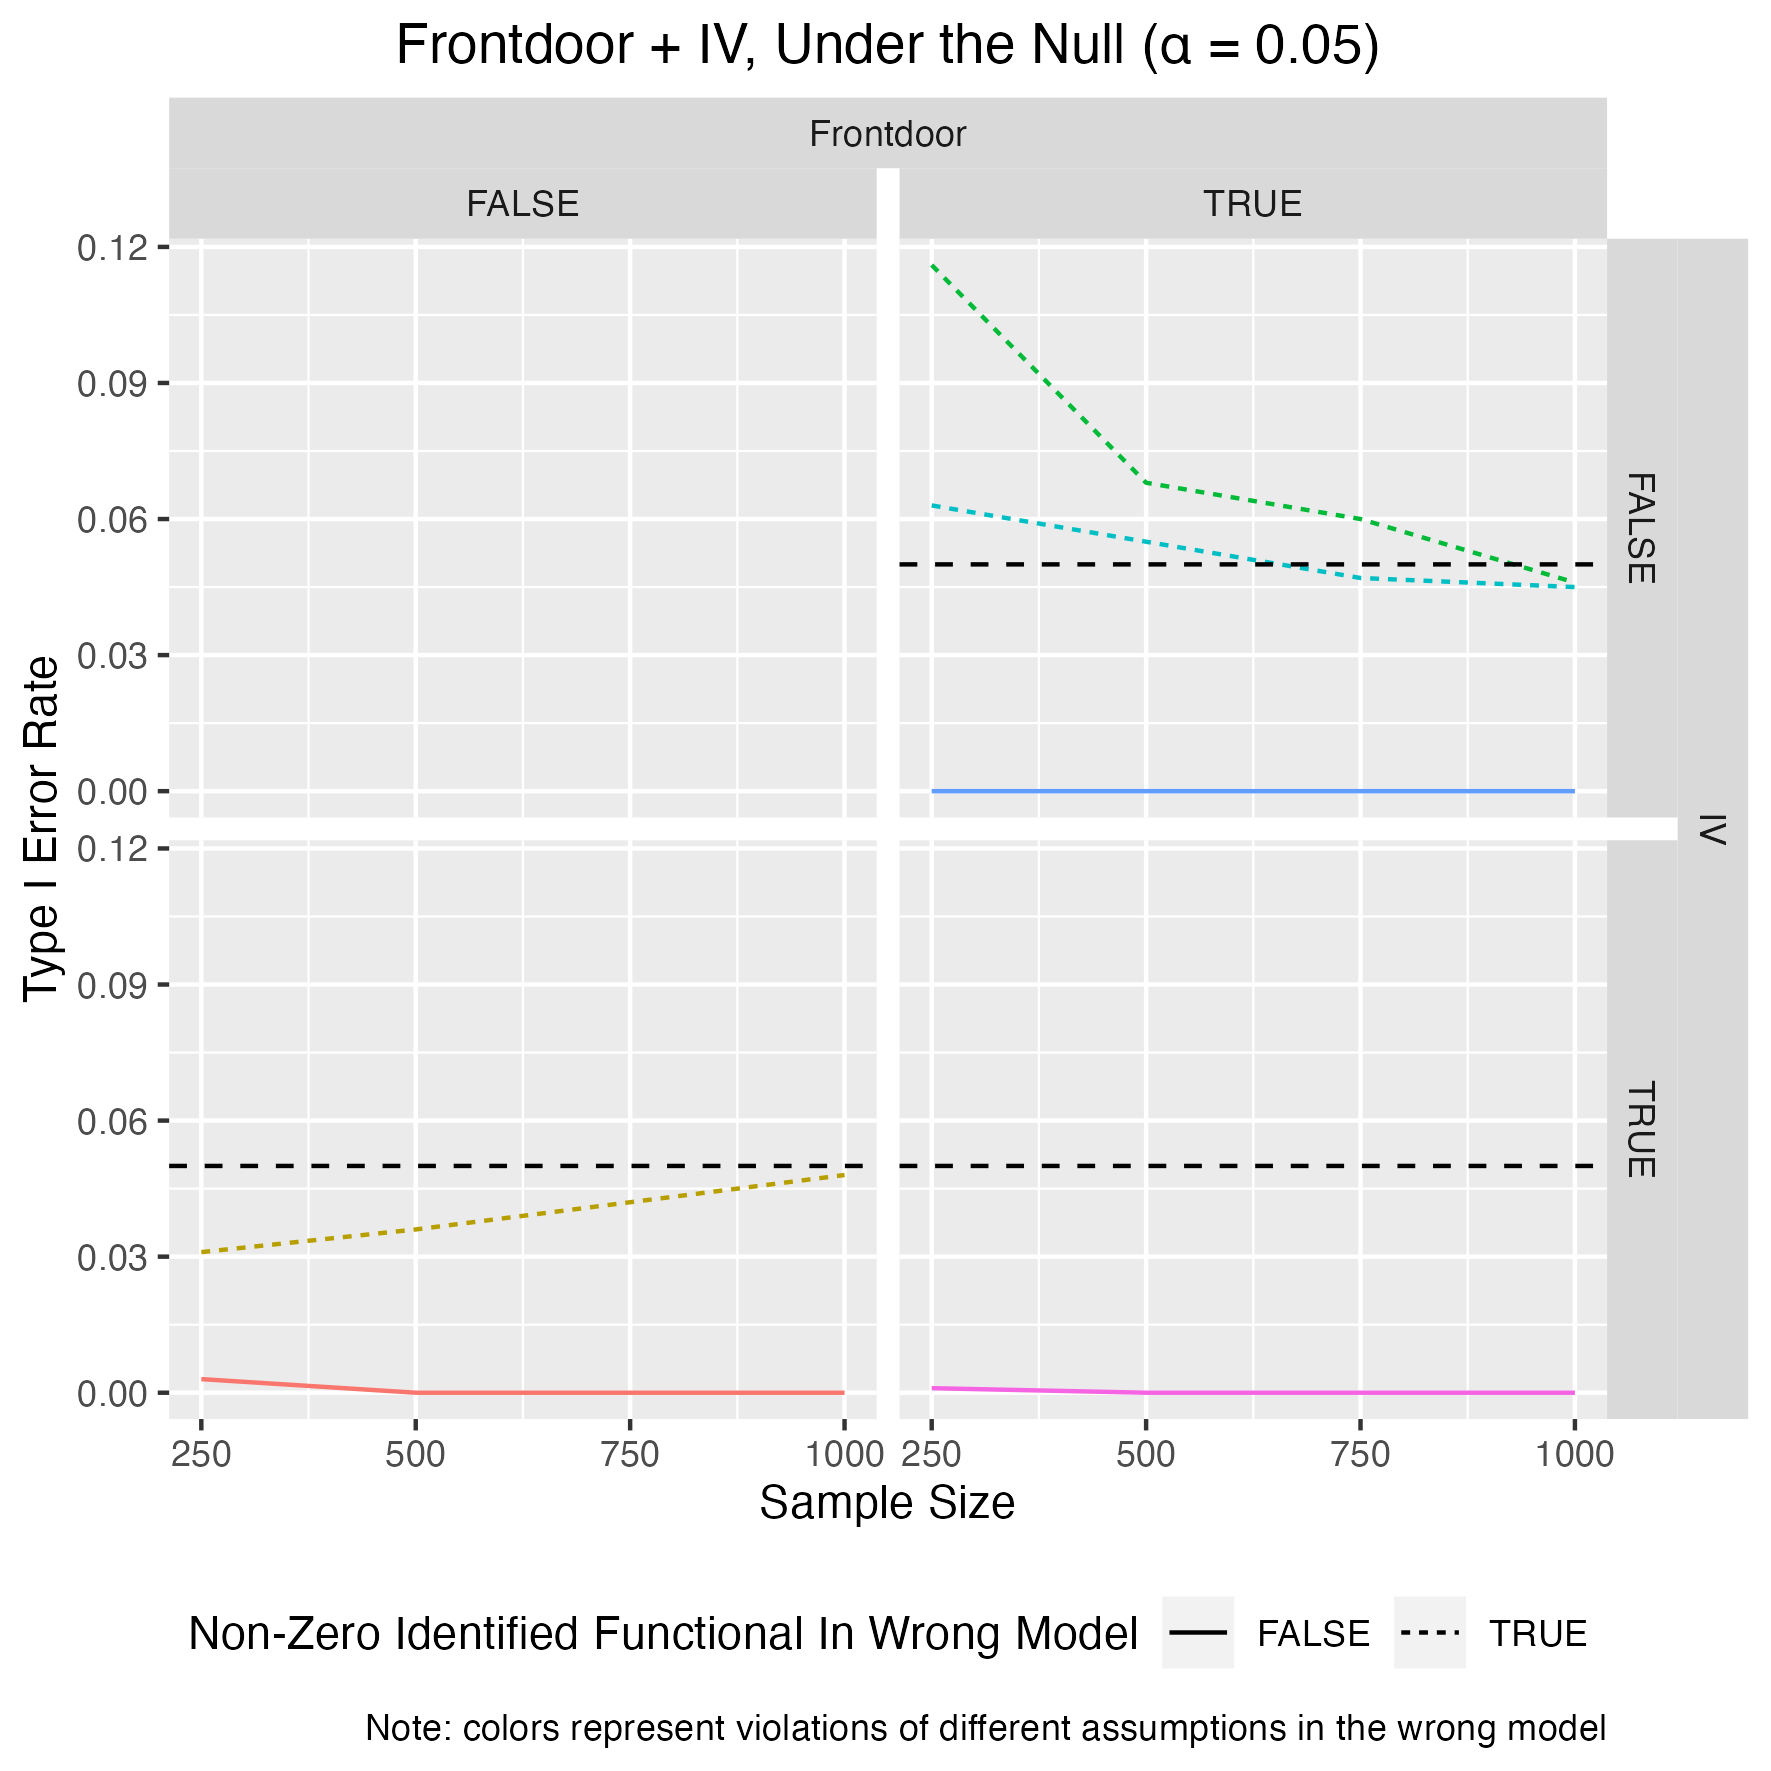 Frontdoor + IV, Under the Null (α = 0.05)
Frontdoor
FALSE TRUE
0.12
0.09
0.06
0.03
0.00
FALSE
0.12
0.09
0.06
0.03
0.00
TRUE
IV
Type I Error Rate
250 500 750 1000 250 500 750 1000
Sample Size
Non-Zero Identified Functional In Wrong Model FALSE TRUE
Note: colors represent violations of different assumptions in the wrong model